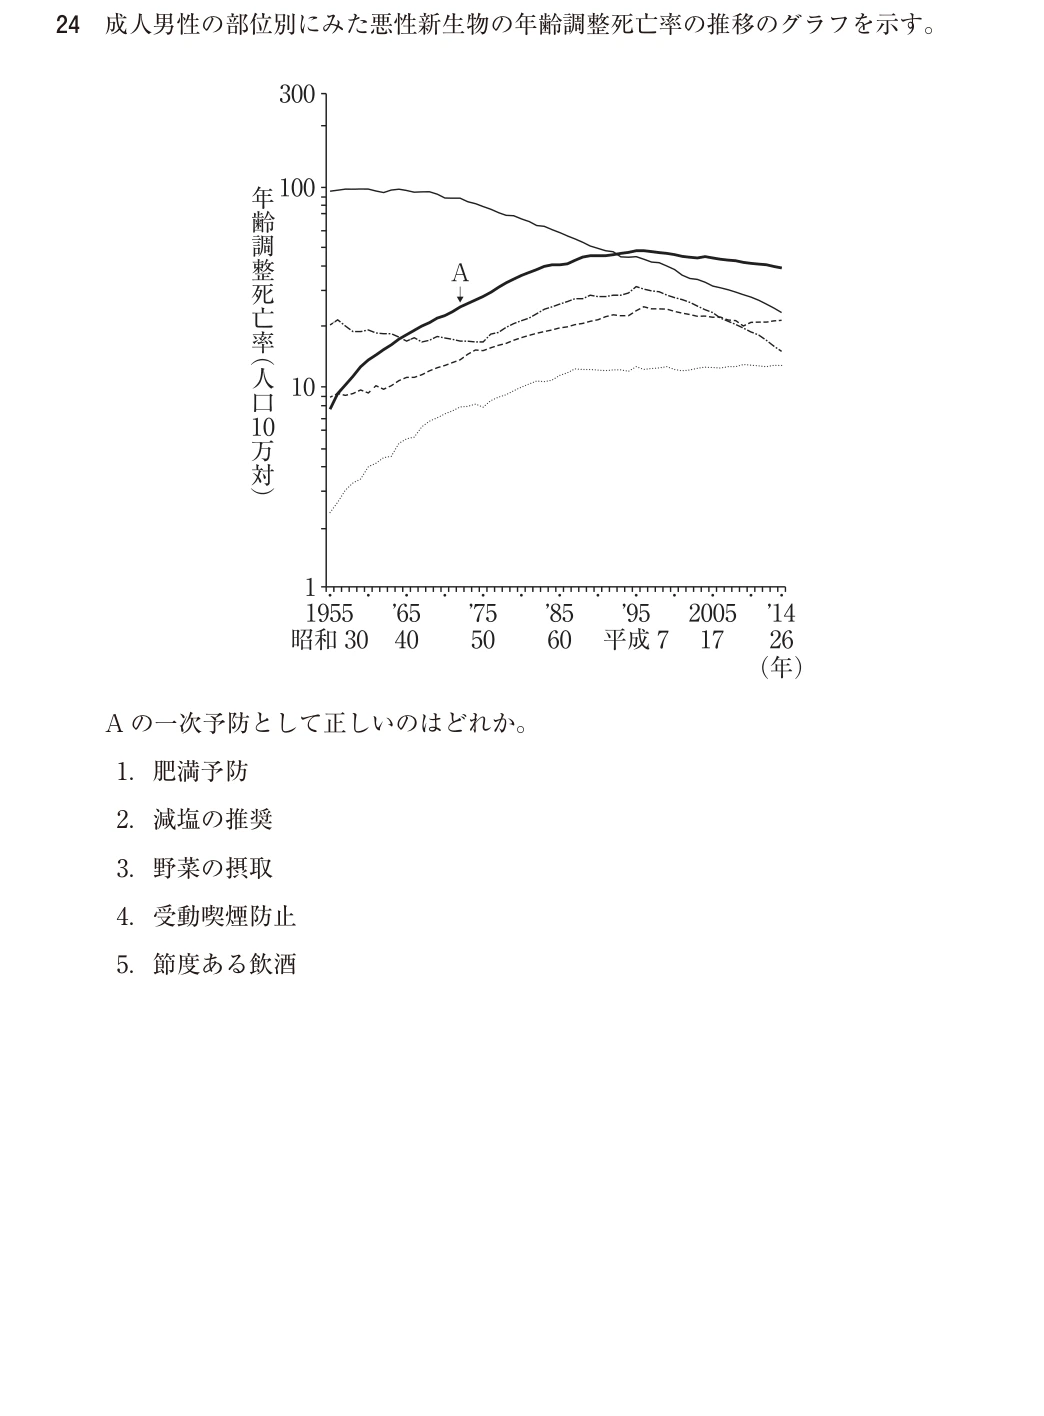 24 成人男性の部位別にみた悪性新生物の年齢調整死亡率の推移のグラフを示す。
300
100
10
1
年齢調整死亡率(人口10万対)
A
1955 ’65 ’75 ’85 ’95 2005 ’14
昭和 30 40 50 60 平成 7 17 26
(年)
A の一次予防として正しいのはどれか。
1. 肥満予防
2. 減塩の推奨
3. 野菜の摂取
4. 受動喫煙防止
5. 節度ある飲酒